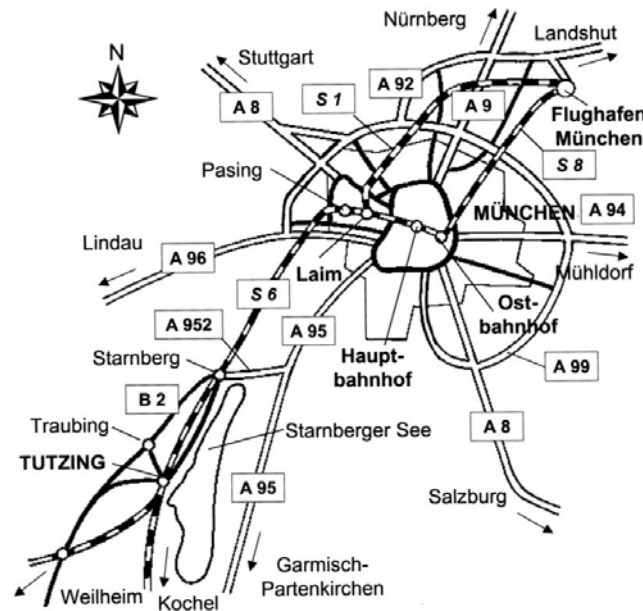 Nürnberg
N
Landshut
Stuttgart
A 92
S 1
A 9
A 8
Flughafen
München
Pasing
S 8
MÜNCHEN
A 94
Lindau
A 96
Mühldorf
Laim
S 6
Ost-
bahnhof
A 952
A 95
Haupt-
bahnhof
Starnberg
A 99
B 2
Traubing
Starnberger See
A 8
TUTZING
A 95
Salzburg
Garmisch-
Partenkirchen
Weilheim
Kochel